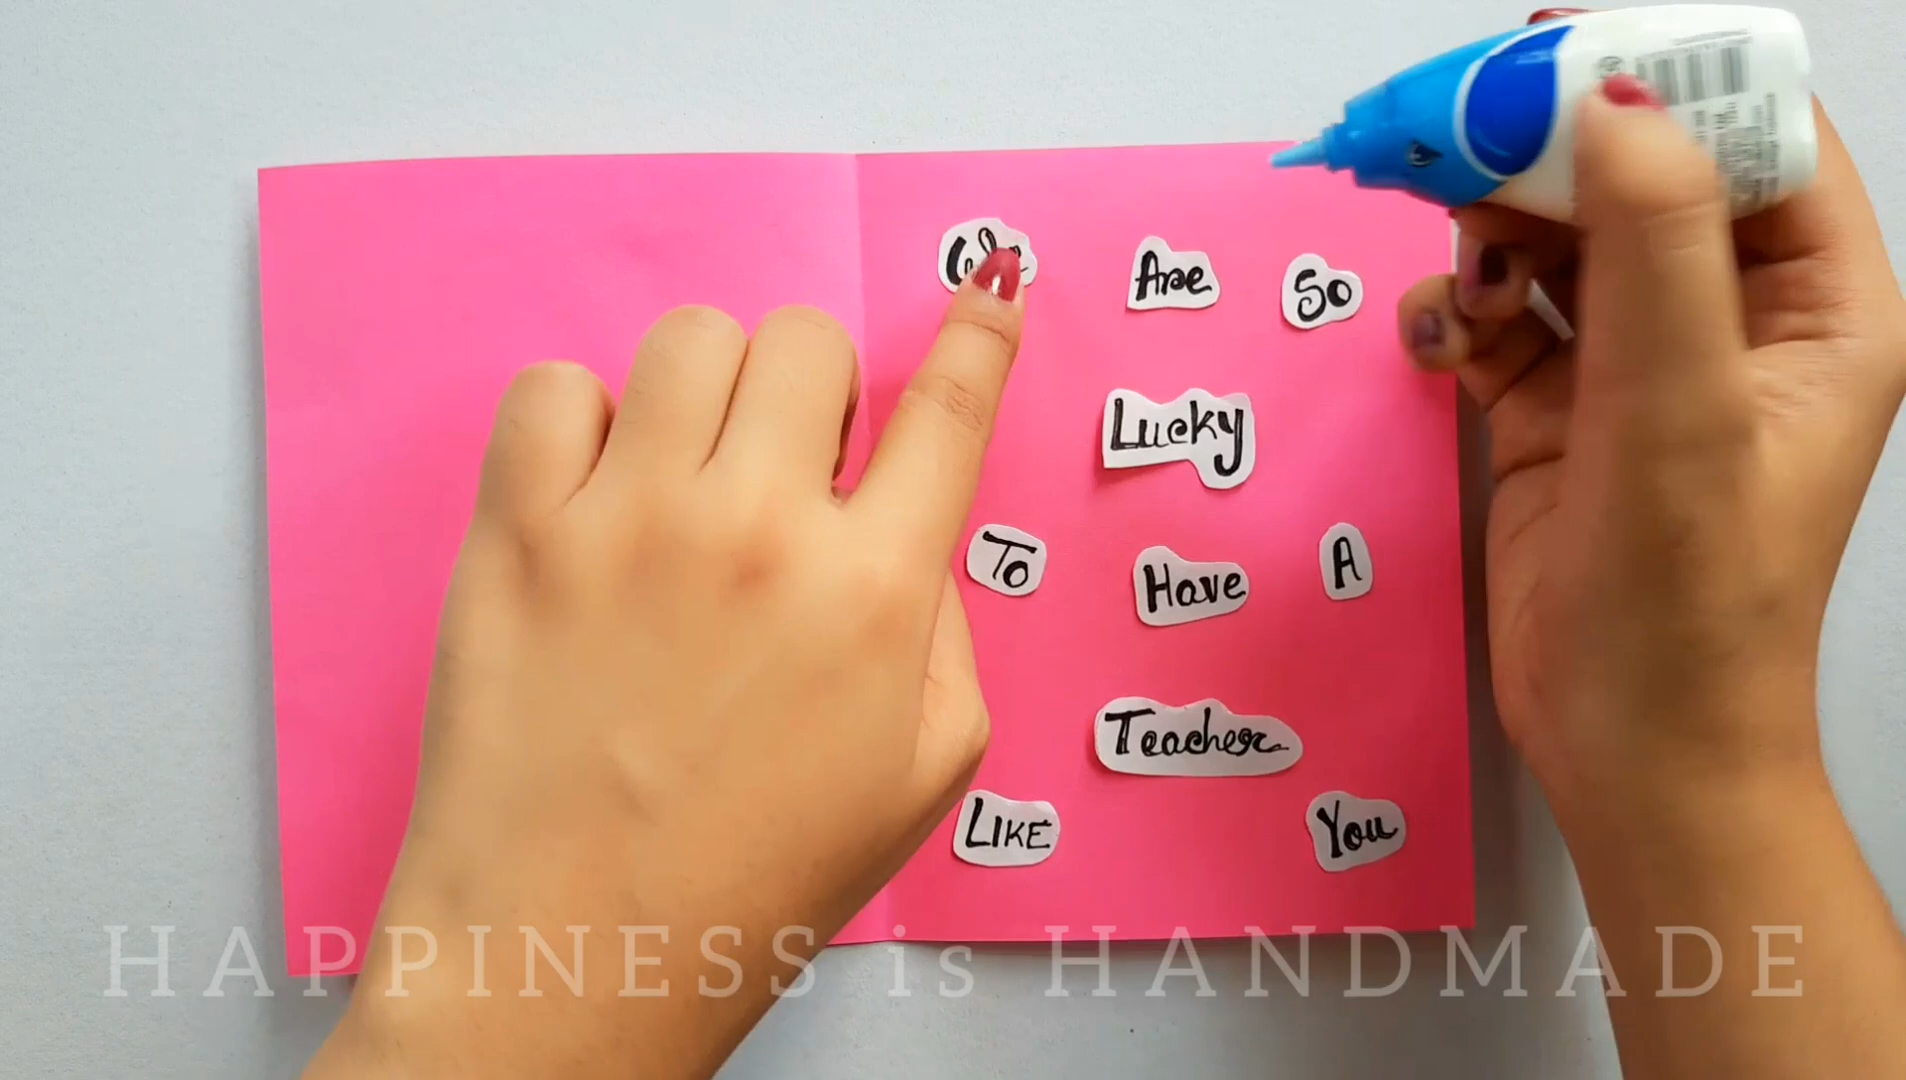 Are So
Lucky
To Have A
Teacher
LIKE You
HAPPINESS is HANDMADE